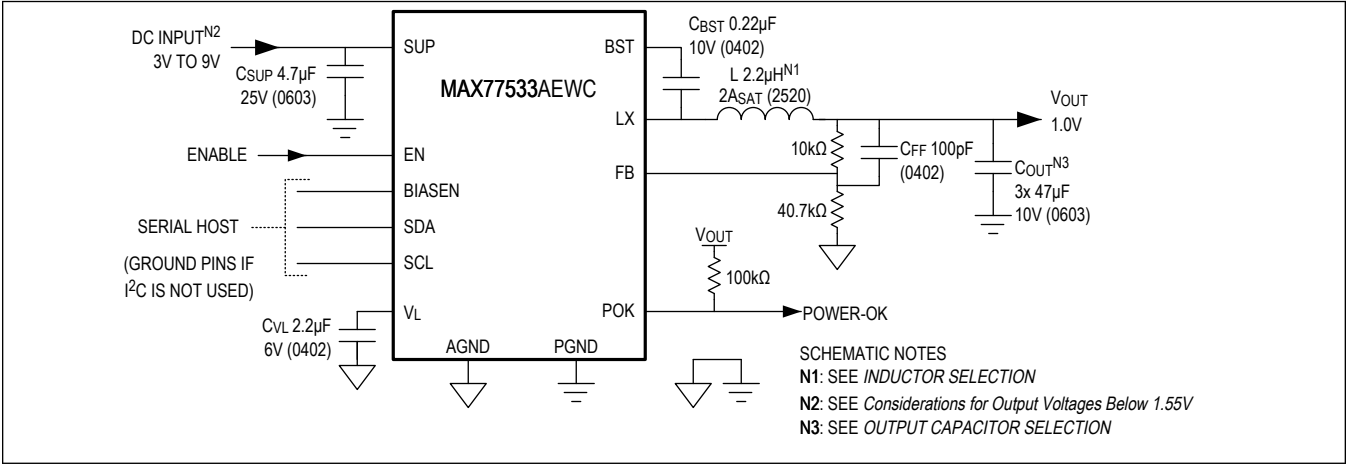 DC INPUTN2
3V TO 9V
CSUP 4.7µF
25V (0603)
ENABLE
SERIAL HOST
(GROUND PINS IF
I2C IS NOT USED)
CVL 2.2µF
6V (0402)
SUP
EN
BIASEN
SDA
SCL
VL
MAX77533AEWC
AGND
PGND
BST
LX
FB
POK
CBST 0.22µF
10V (0402)
L 2.2µHN1
2ASAT (2520)
10kΩ
CFF 100pF
(0402)
40.7kΩ
VOUT
1.0V
COUTN3
3x 47µF
10V (0603)
VOUT
100kΩ
POWER-OK
SCHEMATIC NOTES
N1: SEE INDUCTOR SELECTION
N2: SEE Considerations for Output Voltages Below 1.55V
N3: SEE OUTPUT CAPACITOR SELECTION